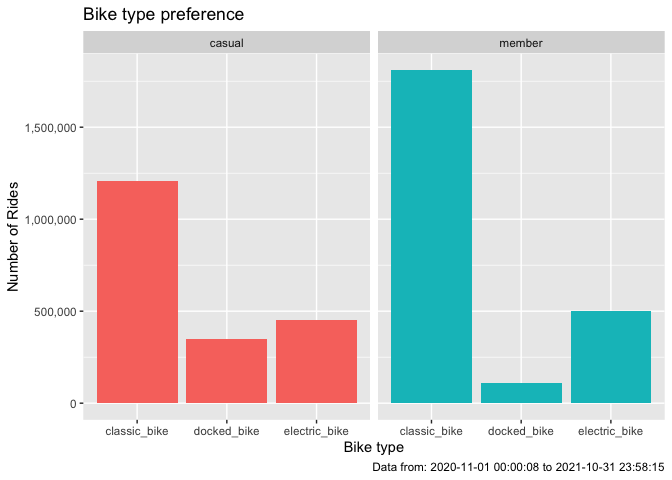 Bike type preference
casual
member
1,500,000
1,000,000
500,000
0
Number of Rides
classic_bike docked_bike electric_bike
classic_bike docked_bike electric_bike
Bike type
Data from: 2020-11-01 00:00:08 to 2021-10-31 23:58:15